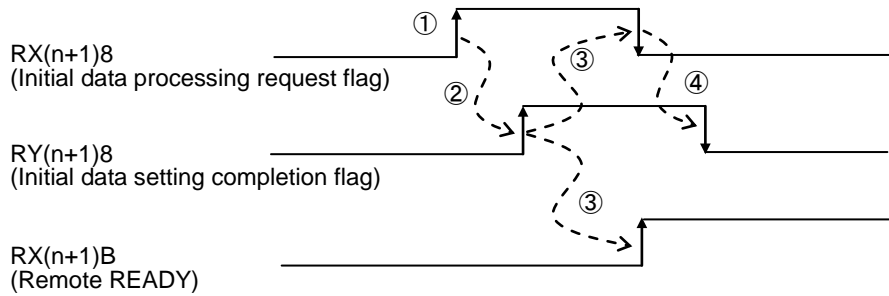 ①
RX(n+1)8
(Initial data processing request flag)
②
③
④
RY(n+1)8
(Initial data setting completion flag)
③
RX(n+1)B
(Remote READY)